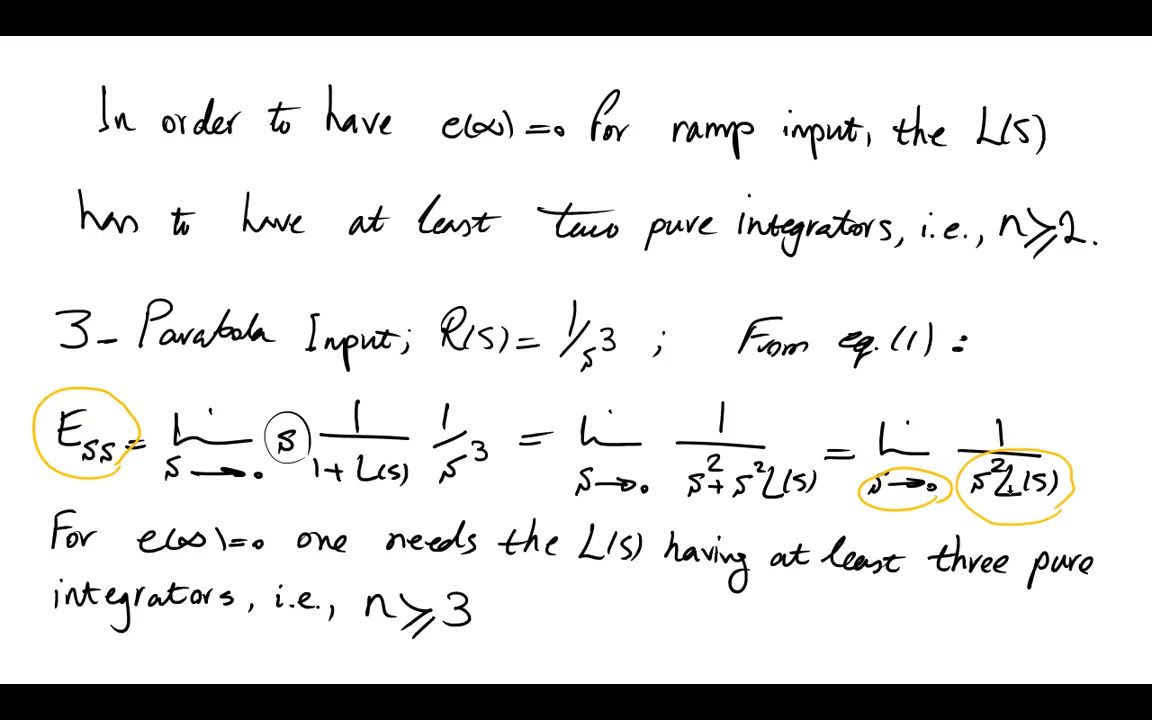 In order to have e(∞)=0 for ramp input, the L(S)
has to have at least two pure integrators, i.e., n⩾2.
3- Parabola Input; R(S)= 1/s³ ; From eq.(1) :
Ess= lim s→0 s 1/(1+L(s)) 1/s³ = lim s→0 1/(s²+s²L(s)) = lim s→0 1/(s²L(s))
For e(∞)=0 one needs the L(s) having at least three pure
integrators, i.e., n⩾3